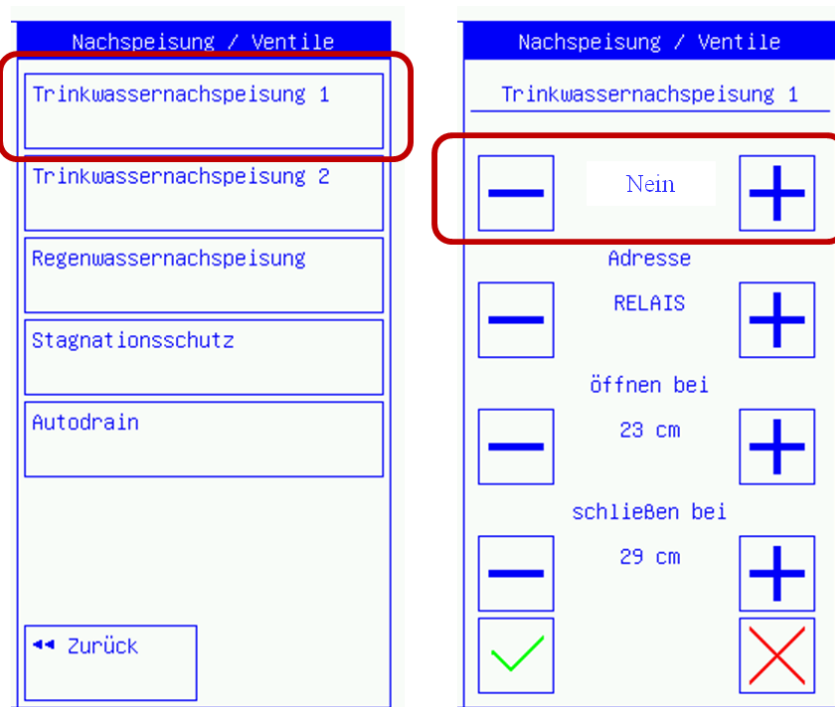 Nachspeisung / Ventile
Trinkwassernachspeisung 1
Trinkwassernachspeisung 2
Regenwassernachspeisung
Stagnationsschutz
Autodrain
◄◄ Zurück
Nachspeisung / Ventile
Trinkwassernachspeisung 1
Nein
Adresse
RELAIS
öffnen bei
23 cm
schließen bei
29 cm